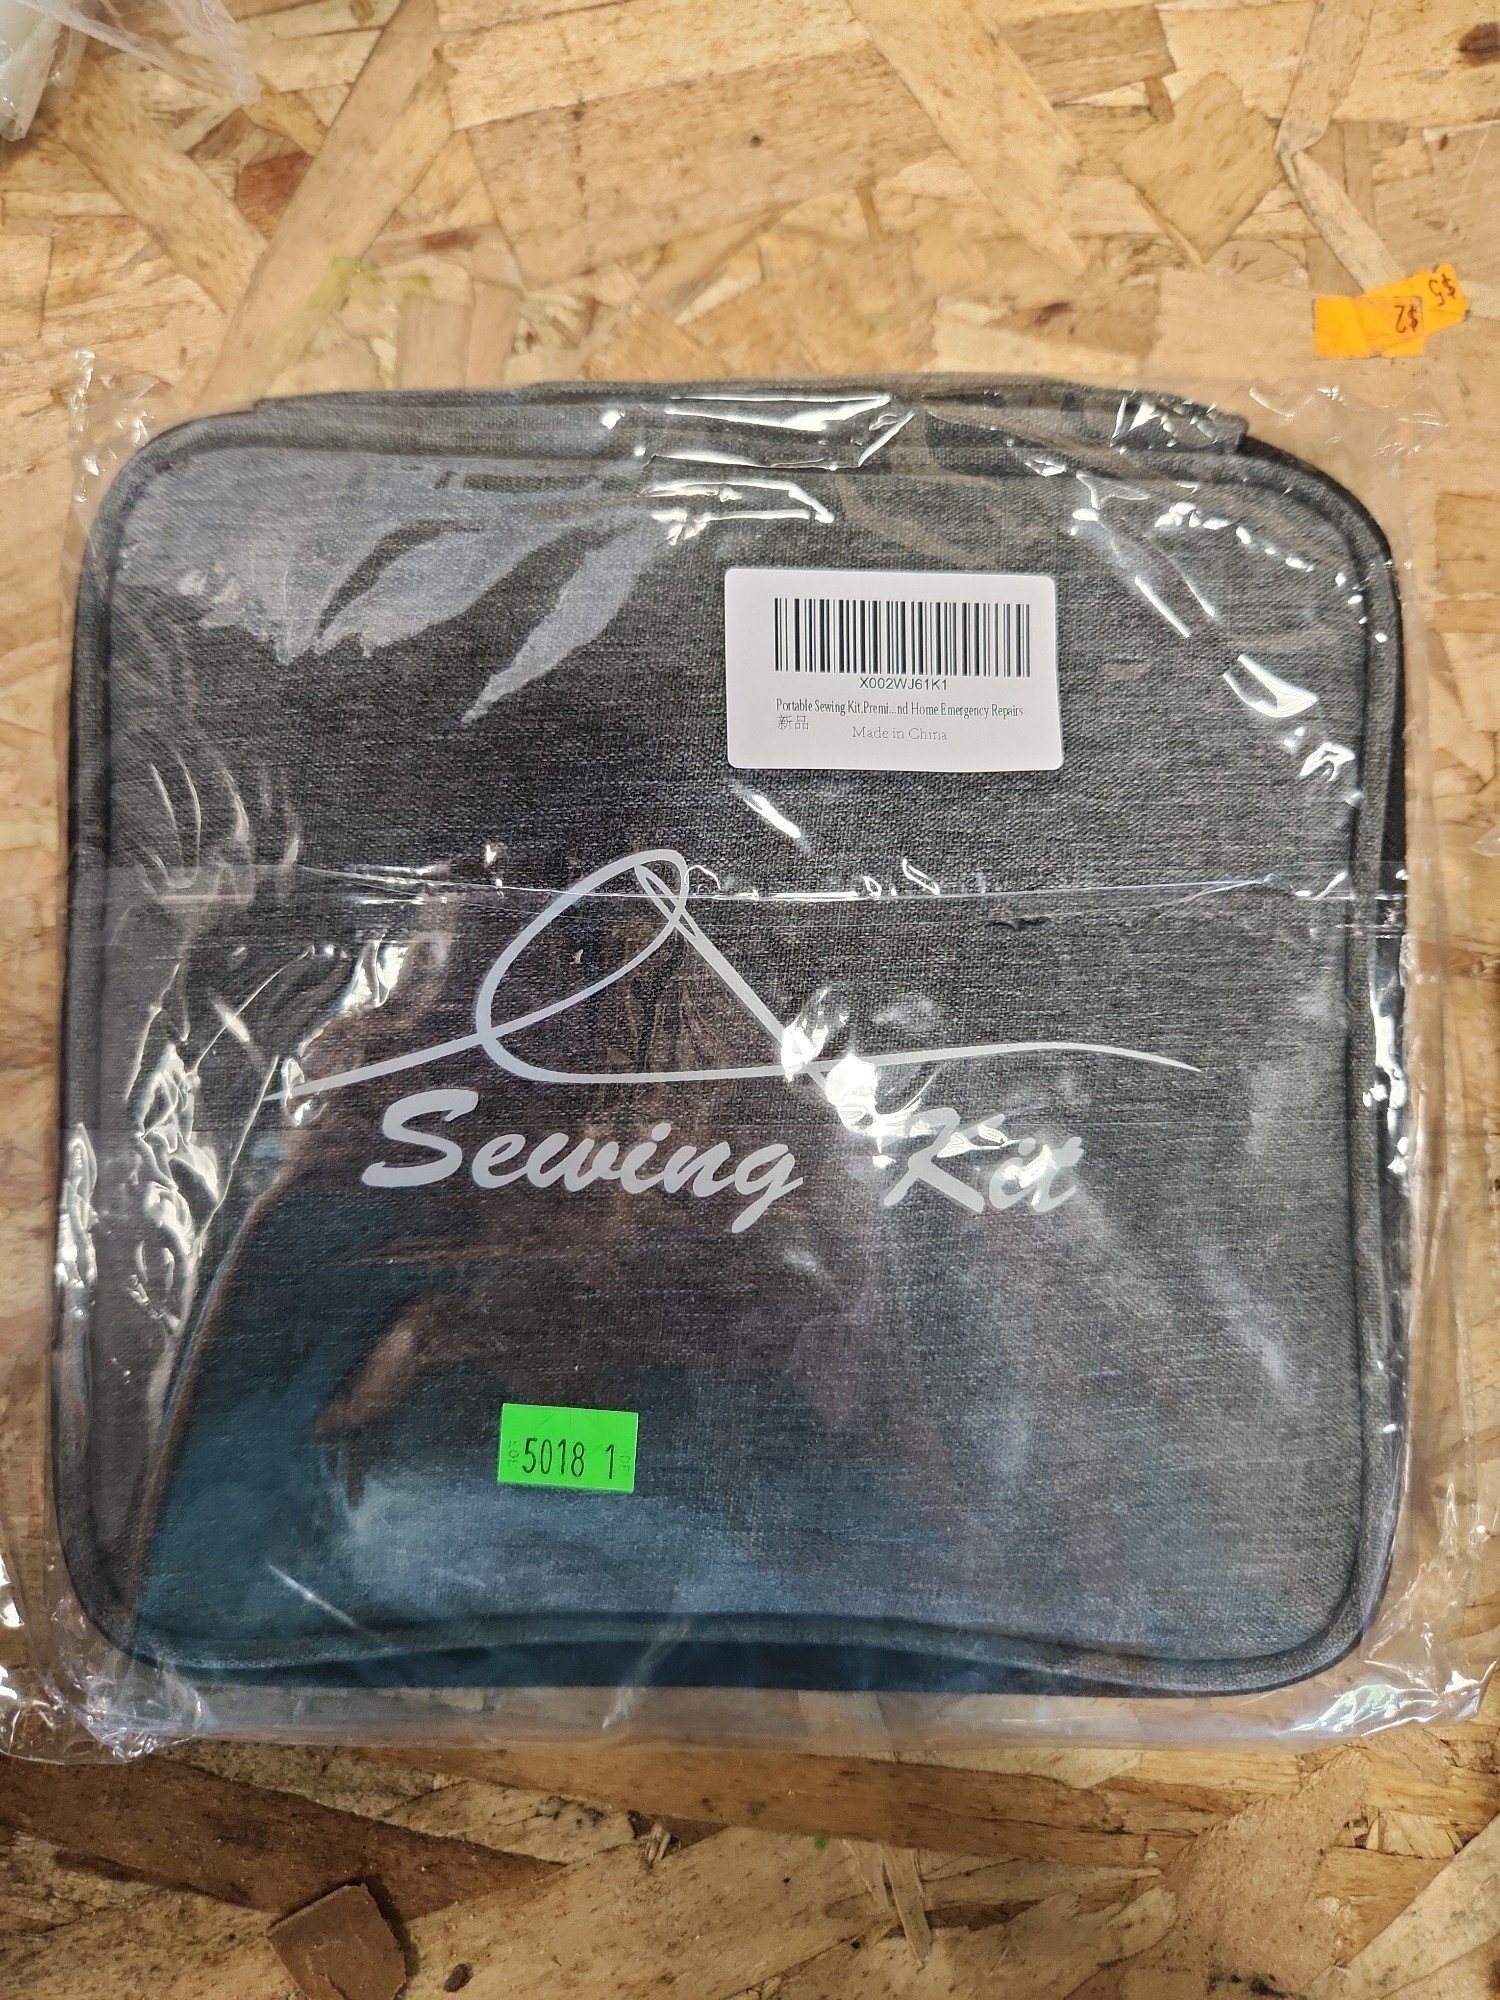 $5
$2
X002WJ61K1
Portable Sewing Kit,Premi...nd Home Emergency Repairs
新品
Made in China
Sewing Kit
5018 1